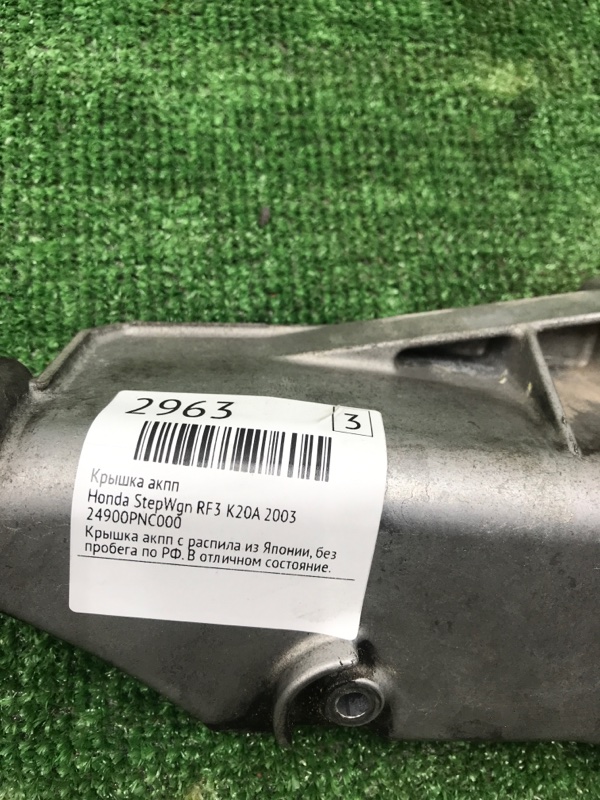 2963
3
Крышка акпп
Honda StepWgn RF3 K20A 2003
24900PNC000
Крышка акпп с распила из Японии, без
пробега по РФ. В отличном состояние.